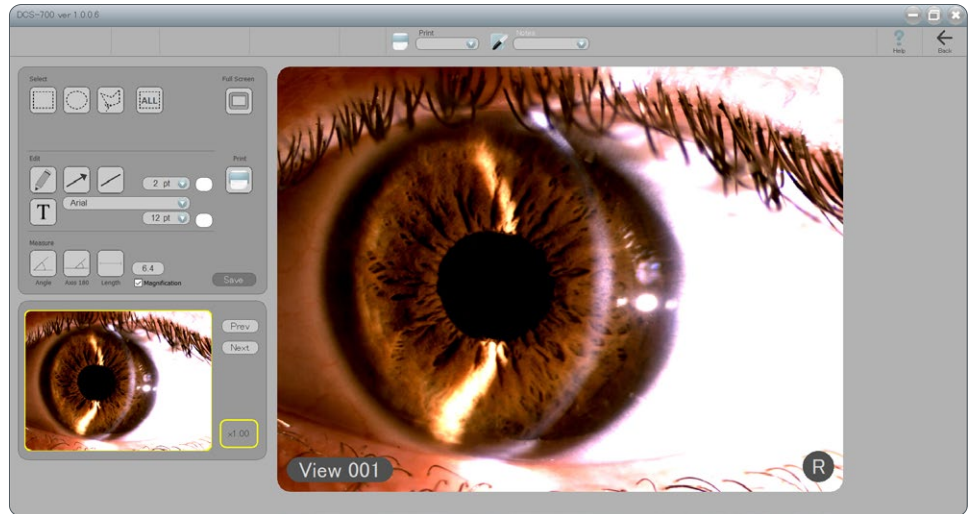 DCS-700 ver 1.0.0.6
Print
Notes
Help
Back
Select
Full Screen
ALL
Edit
Print
2 pt
T
Arial
12 pt
Measure
6.4
Angle
Axis 180
Length
Magnification
Save
Prev
Next
x1.00
View 001
R